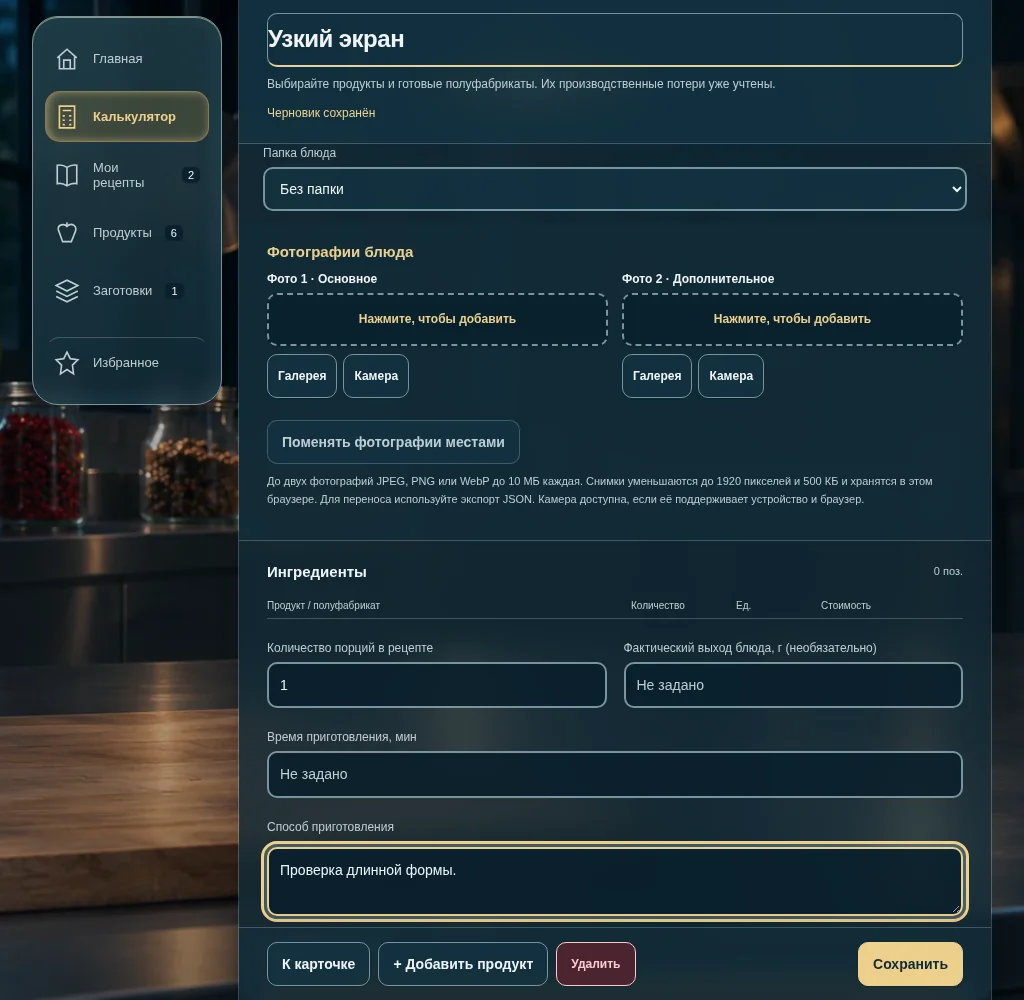 Главная
Калькулятор
Мои
рецепты
2
Продукты 6
Заготовки 1
Избранное
Узкий экран
Выбирайте продукты и готовые полуфабрикаты. Их производственные потери уже учтены.
Черновик сохранён
Папка блюда
Без папки
Фотографии блюда
Фото 1 · Основное Фото 2 · Дополнительное
Нажмите, чтобы добавить Нажмите, чтобы добавить
Галерея Камера Галерея Камера
Поменять фотографии местами
До двух фотографий JPEG, PNG или WebP до 10 МБ каждая. Снимки уменьшаются до 1920 пикселей и 500 КБ и хранятся в этом
браузере. Для переноса используйте экспорт JSON. Камера доступна, если её поддерживает устройство и браузер.
Ингредиенты 0 поз.
Продукт / полуфабрикат Количество Ед. Стоимость
Количество порций в рецепте Фактический выход блюда, г (необязательно)
1 Не задано
Время приготовления, мин
Не задано
Способ приготовления
Проверка длинной формы.
К карточке + Добавить продукт Удалить Сохранить